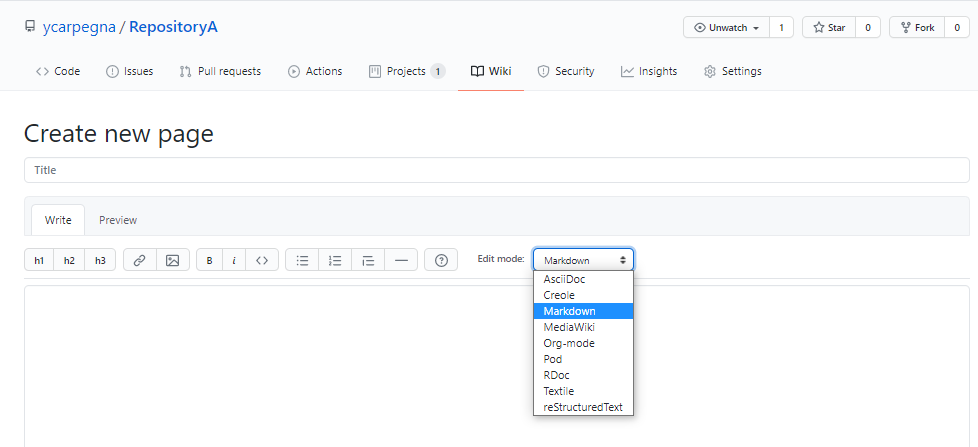 ycarpegna / RepositoryA
Unwatch 1 Star 0 Fork 0
Code Issues Pull requests Actions Projects 1 Wiki Security Insights Settings
Create new page
Title
Write Preview
h1 h2 h3 B i Edit mode: Markdown
AsciiDoc
Creole
Markdown
MediaWiki
Org-mode
Pod
RDoc
Textile
reStructuredText